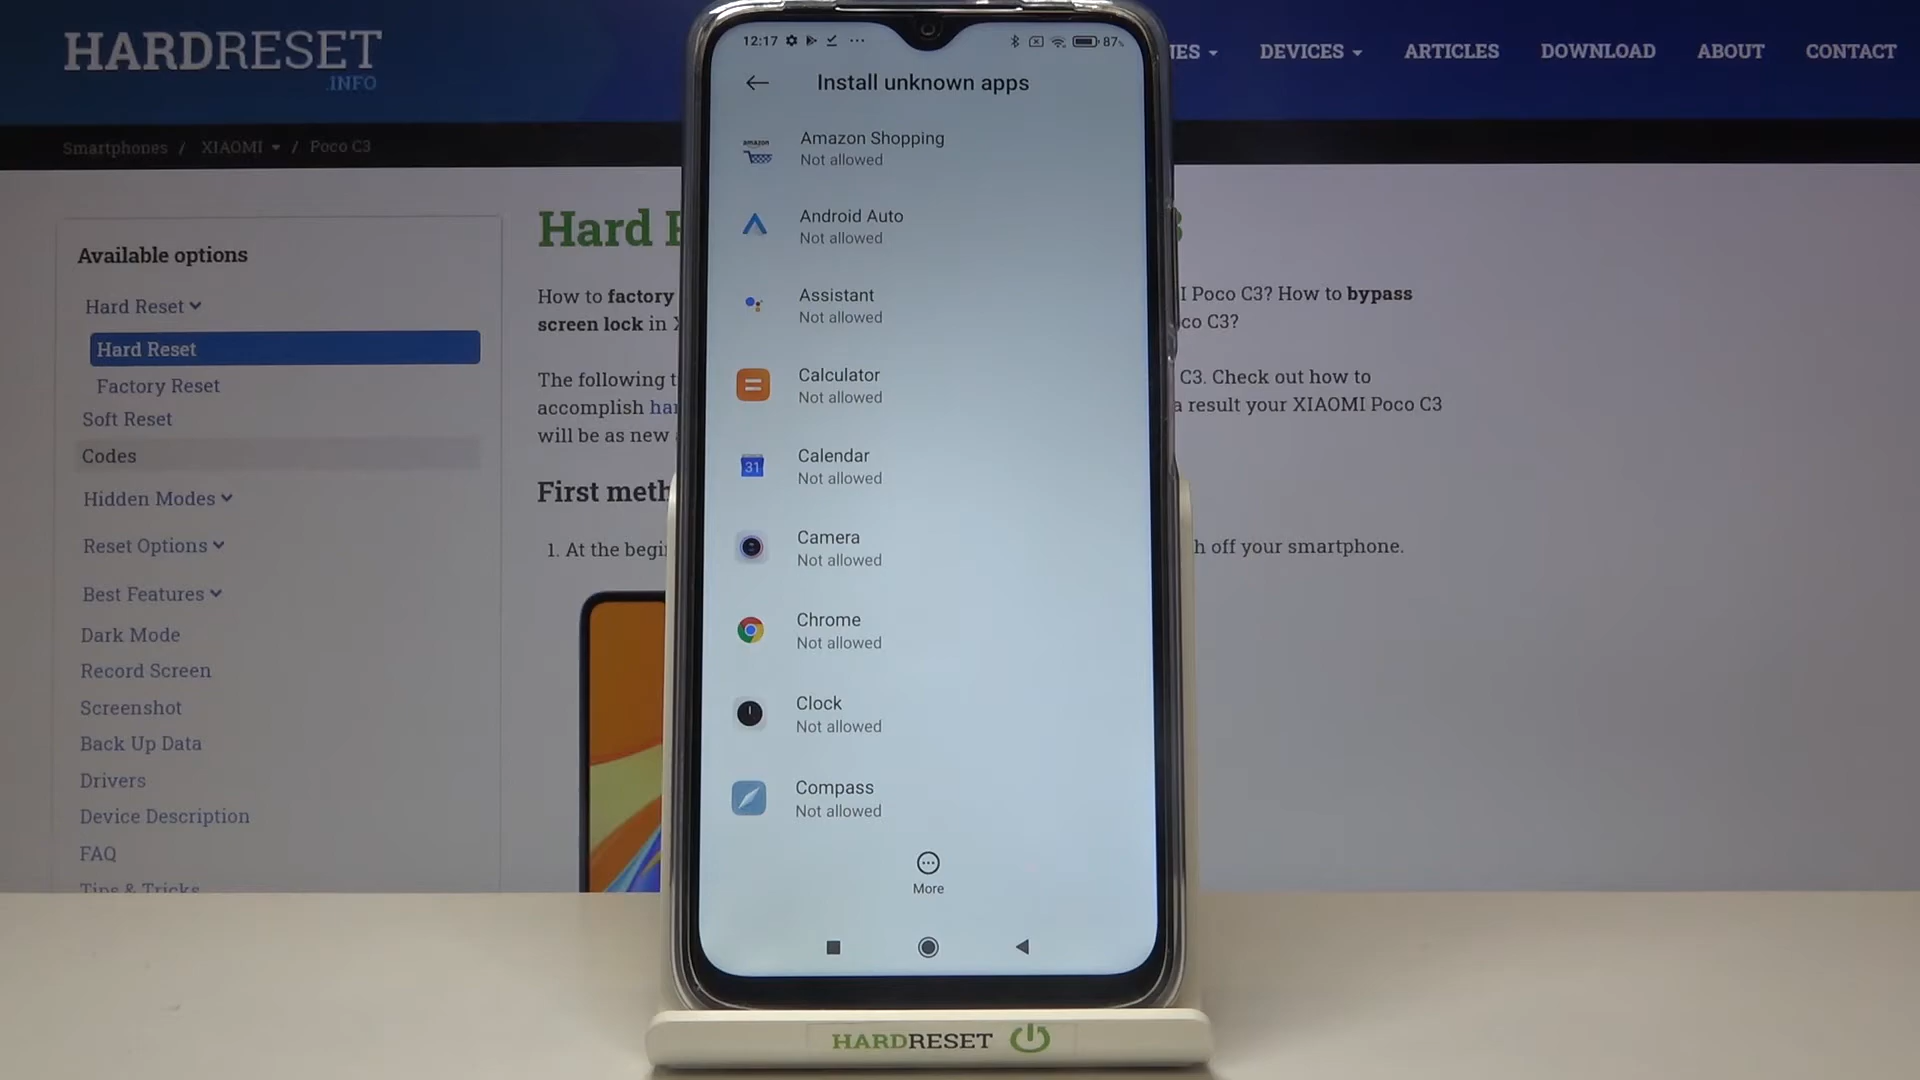 HARDRESET
.INFO
DEVICES
ARTICLES
DOWNLOAD
ABOUT
CONTACT
Smartphones / XIAOMI / Poco C3
Available options
Hard Reset
Hard Reset
Factory Reset
Soft Reset
Codes
Hidden Modes
Reset Options
Best Features
Dark Mode
Record Screen
Screenshot
Back Up Data
Drivers
Device Description
FAQ
Tips & Tricks
Hard
How to factory
I Poco C3? How to bypass
screen lock in
co C3?
The following
C3. Check out how to
accomplish
a result your XIAOMI Poco C3
will be as new
First
1. At the
off your smartphone.
12:17
87%
Install unknown apps
amazon
Amazon Shopping
Not allowed
Android Auto
Not allowed
Assistant
Not allowed
Calculator
Not allowed
31
Calendar
Not allowed
Camera
Not allowed
Chrome
Not allowed
Clock
Not allowed
Compass
Not allowed
More
HARDRESET